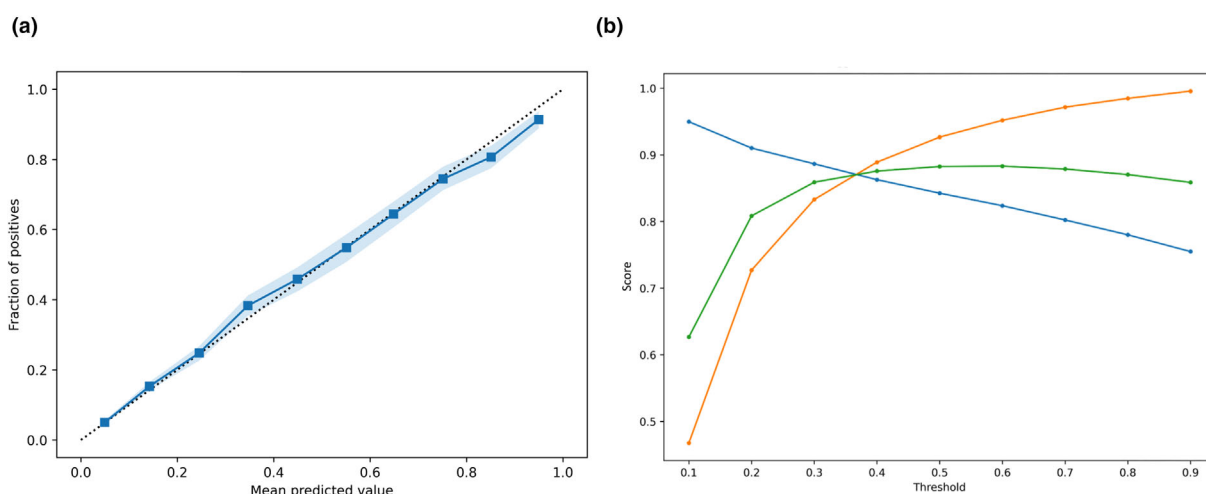 (a)
(b)
1.0
0.8
0.6
0.4
0.2
0.0
Fraction of positives
0.0 0.2 0.4 0.6 0.8 1.0
Mean predicted value
1.0
0.9
0.8
0.7
0.6
0.5
Score
0.1 0.2 0.3 0.4 0.5 0.6 0.7 0.8 0.9
Threshold